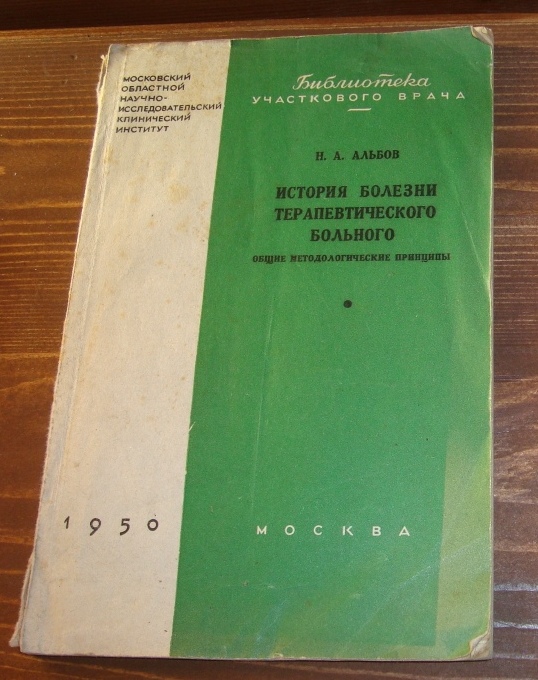 МОСКОВСКИЙ
ОБЛАСТНОЙ
НАУЧНО-
ИССЛЕДОВАТЕЛЬСКИЙ
КЛИНИЧЕСКИЙ
ИНСТИТУТ
Библиотека
УЧАСТКОВОГО ВРАЧА
Н. А. АЛЬБОВ
ИСТОРИЯ БОЛЕЗНИ
ТЕРАПЕВТИЧЕСКОГО
БОЛЬНОГО
ОБЩИЕ МЕТОДОЛОГИЧЕСКИЕ ПРИНЦИПЫ
1950
МОСКВА